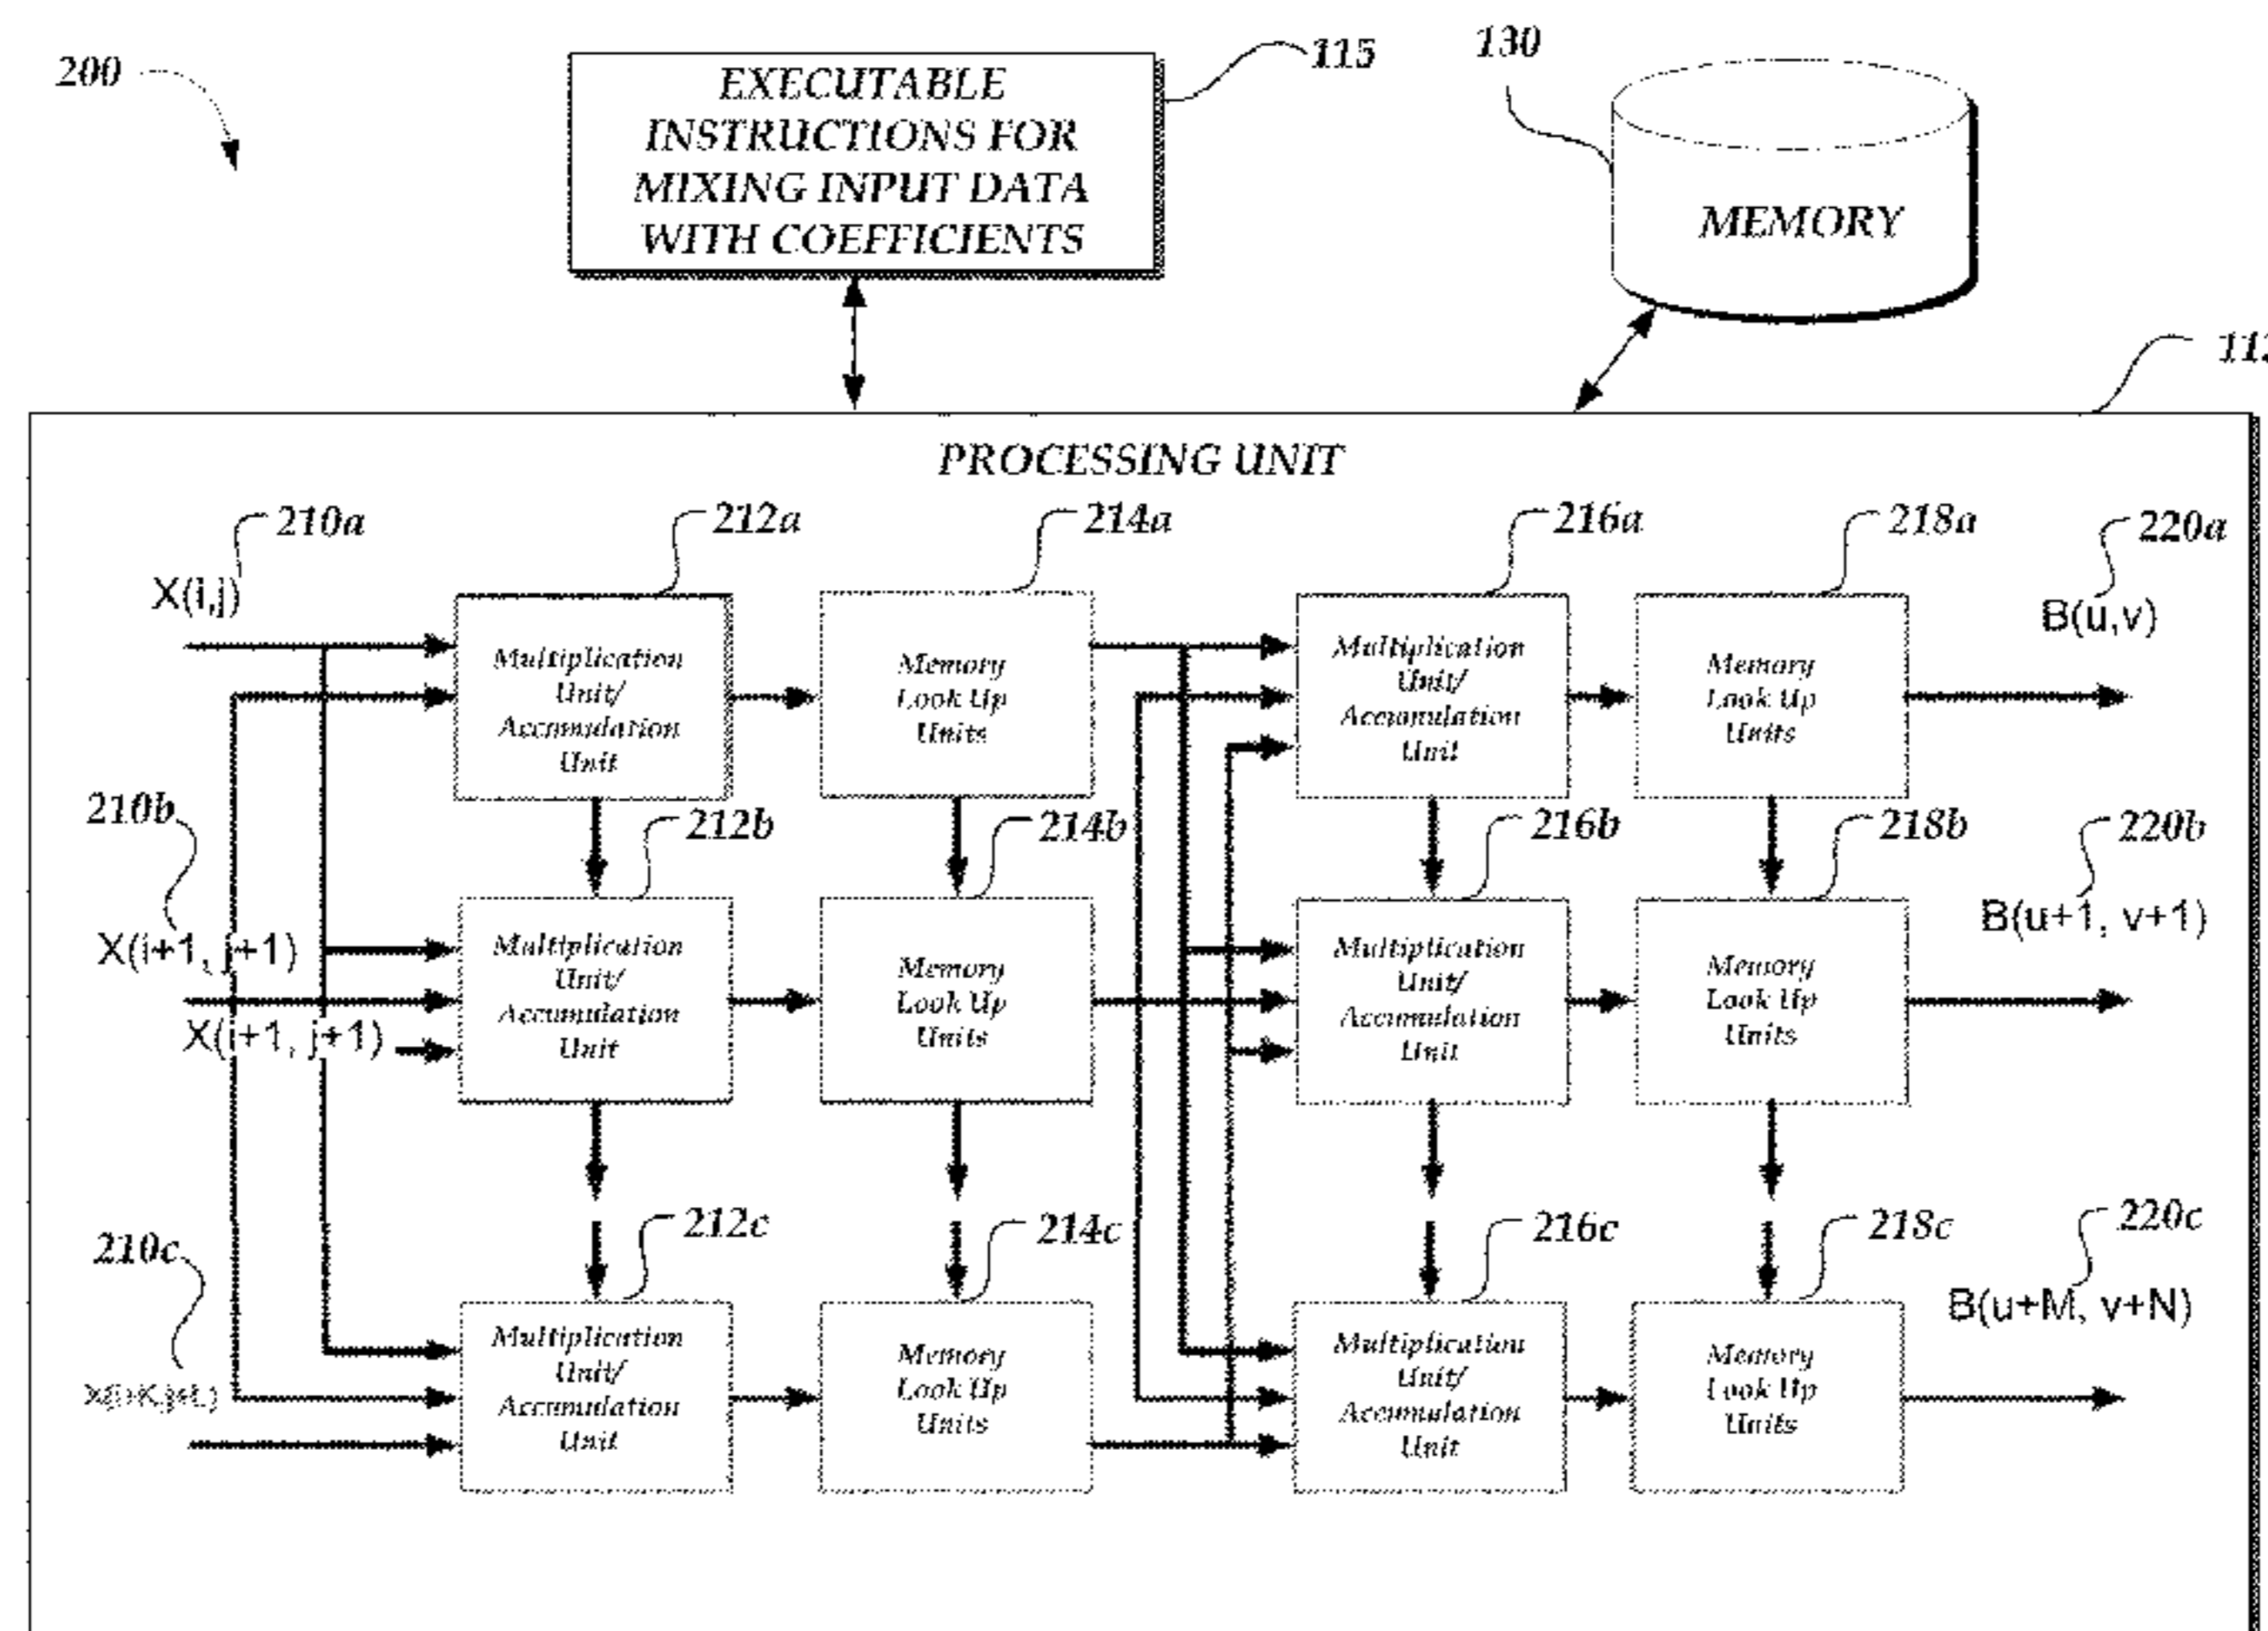 200
EXECUTABLE
INSTRUCTIONS FOR
MIXING INPUT DATA
WITH COEFFICIENTS
115
130
MEMORY
PROCESSING UNIT
210a
212a
214a
216a
218a
220a
X(i,j)
B(u,v)
Multiplication
Unit/
Accumulation
Unit
Memory
Look Up
Units
Multiplication
Unit/
Accumulation
Unit
Memory
Look Up
Units
210b
212b
214b
216b
218b
220b
X(i+1, j+1)
B(u+1, v+1)
X(i+1, j+1)
Multiplication
Unit/
Accumulation
Unit
Memory
Look Up
Units
Multiplication
Unit/
Accumulation
Unit
Memory
Look Up
Units
210c
212c
214c
216c
218c
220c
B(u+M, v+N)
Multiplication
Unit/
Accumulation
Unit
Memory
Look Up
Units
Multiplication
Unit/
Accumulation
Unit
Memory
Look Up
Units